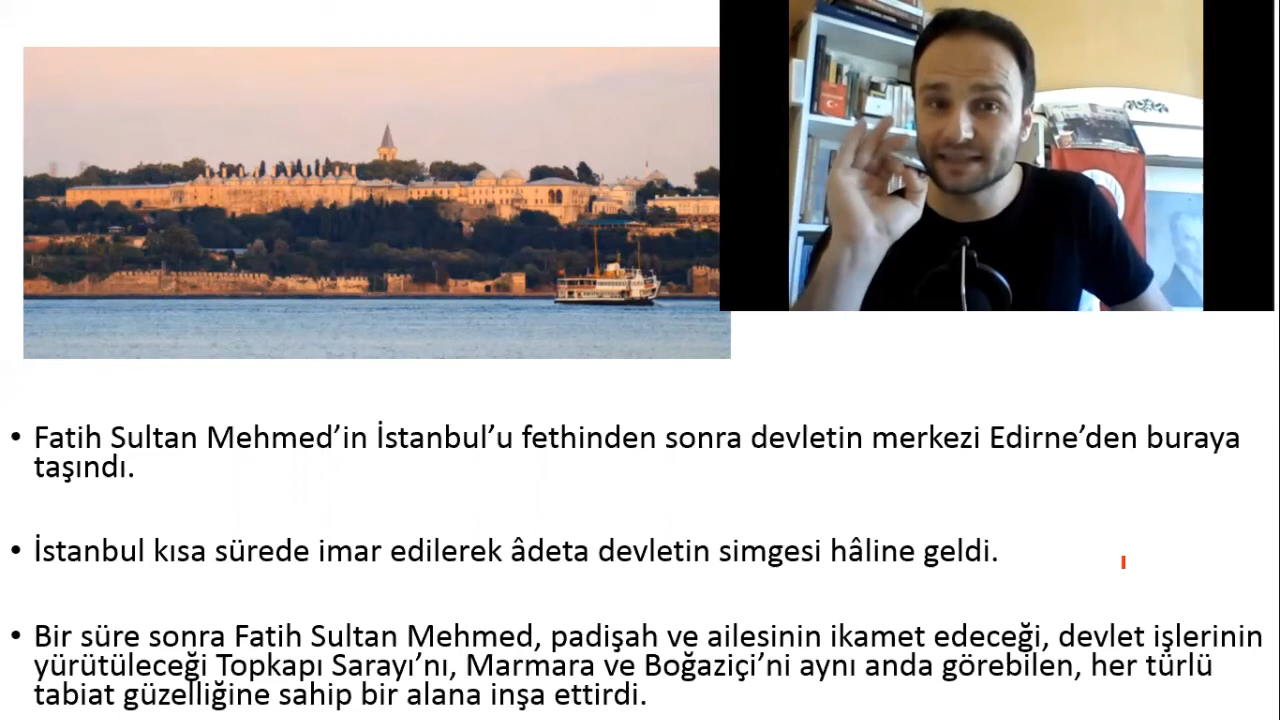 • Fatih Sultan Mehmed’in İstanbul’u fethinden sonra devletin merkezi Edirne’den buraya
taşındı.
• İstanbul kısa sürede imar edilerek âdeta devletin simgesi hâline geldi.
• Bir süre sonra Fatih Sultan Mehmed, padişah ve ailesinin ikamet edeceği, devlet işlerinin
yürütüleceği Topkapı Sarayı’nı, Marmara ve Boğaziçi’ni aynı anda görebilen, her türlü
tabiat güzelliğine sahip bir alana inşa ettirdi.